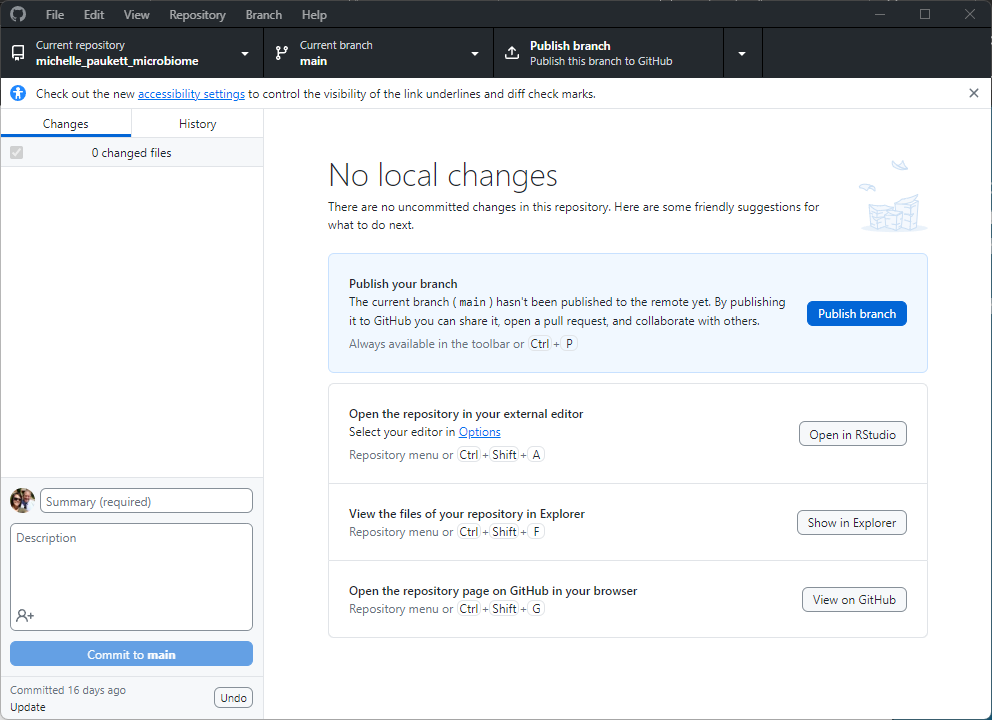 File Edit View Repository Branch Help
Current repository
michelle_paukett_microbiome
Current branch
main
Publish branch
Publish this branch to GitHub
Check out the new accessibility settings to control the visibility of the link underlines and diff check marks.
Changes
History
0 changed files
No local changes
There are no uncommitted changes in this repository. Here are some friendly suggestions for
what to do next.
Publish your branch
The current branch ( main ) hasn't been published to the remote yet. By publishing
it to GitHub you can share it, open a pull request, and collaborate with others.
Always available in the toolbar or Ctrl + P
Publish branch
Open the repository in your external editor
Select your editor in Options
Repository menu or Ctrl + Shift + A
Open in RStudio
View the files of your repository in Explorer
Repository menu or Ctrl + Shift + F
Show in Explorer
Open the repository page on GitHub in your browser
Repository menu or Ctrl + Shift + G
View on GitHub
Summary (required)
Description
Commit to main
Committed 16 days ago
Update
Undo